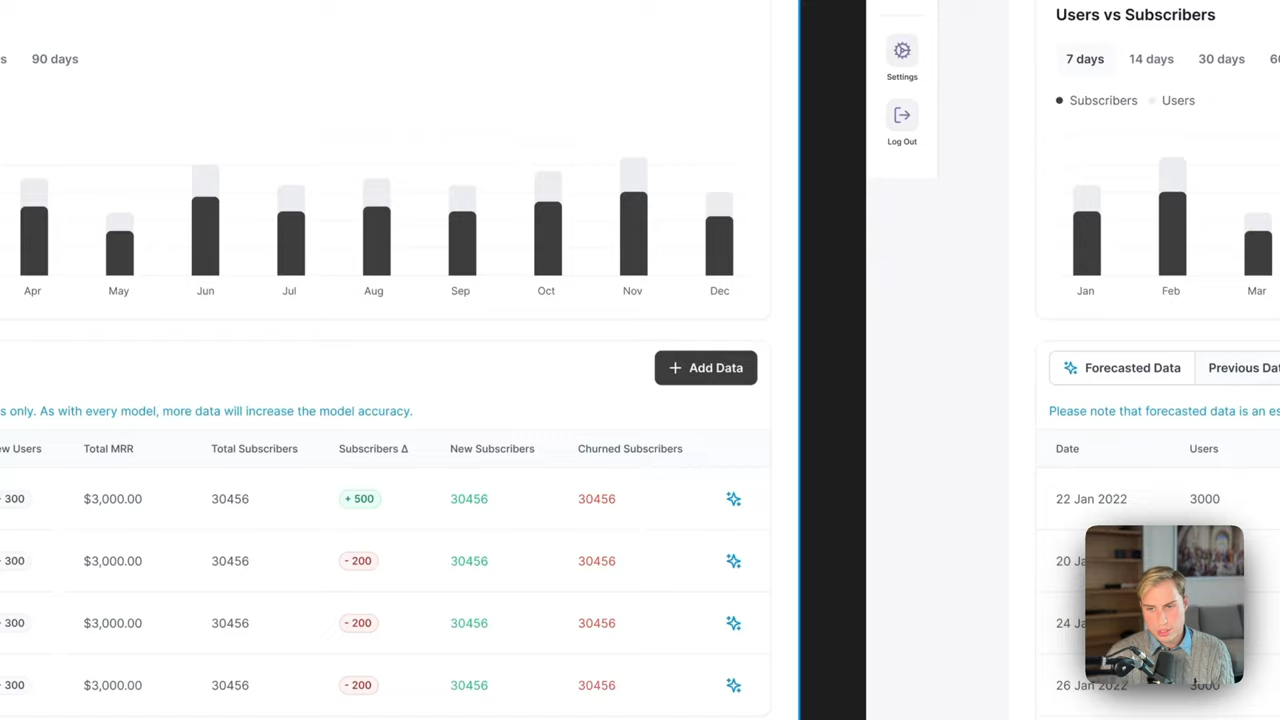 s
90 days
Apr
May
Jun
Jul
Aug
Sep
Oct
Nov
Dec
Add Data
s only. As with every model, more data will increase the model accuracy.
ew Users Total MRR Total Subscribers Subscribers Δ New Subscribers Churned Subscribers
300 $3,000.00 30456 + 500 30456 30456
300 $3,000.00 30456 - 200 30456 30456
300 $3,000.00 30456 - 200 30456 30456
300 $3,000.00 30456 - 200 30456 30456
Settings
Log Out
Users vs Subscribers
7 days 14 days 30 days 60
Subscribers Users
Jan
Feb
Mar
Forecasted Data Previous Dat
Please note that forecasted data is an es
Date Users
22 Jan 2022 3000
20 Ja
24 Ja
26 Jan 2022 3000